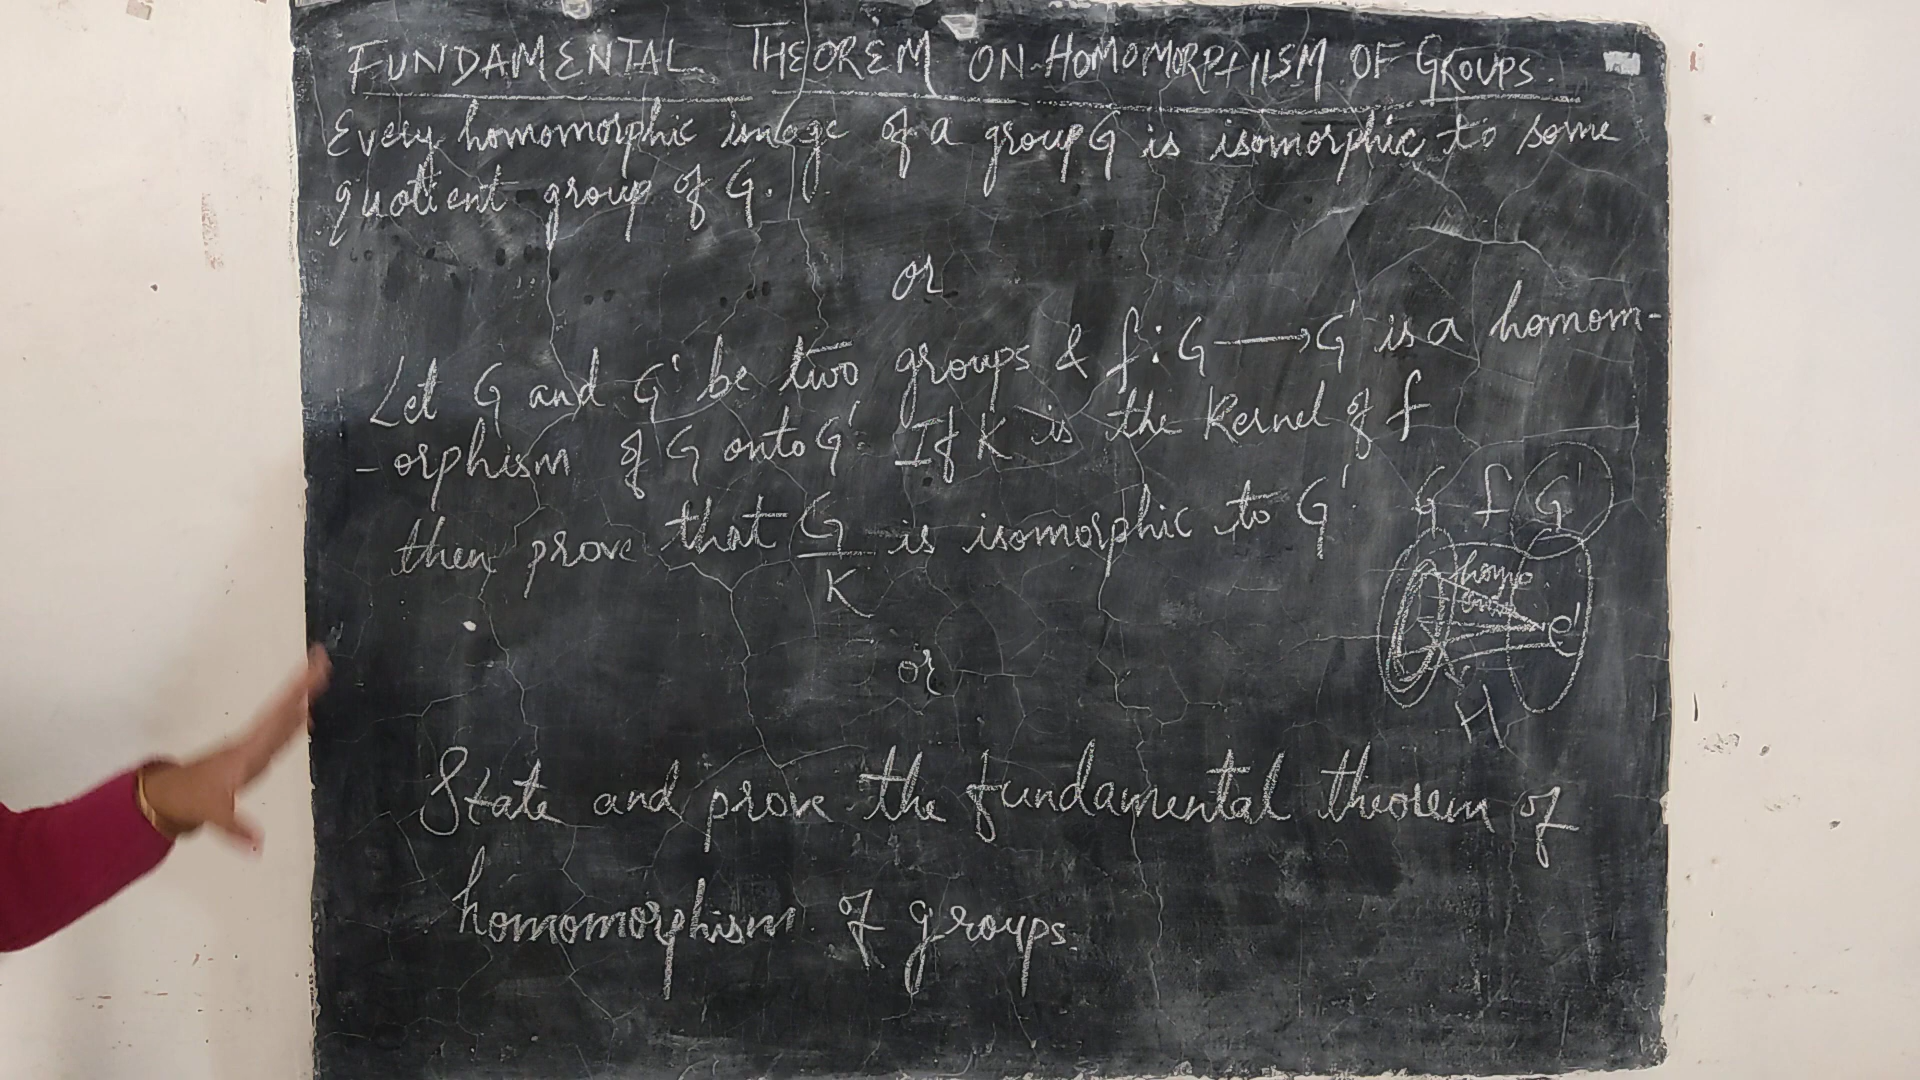 FUNDAMENTAL THEOREM ON HOMOMORPHISM OF GROUPS.
Every homomorphic image of a group G is isomorphic to some
quotient group of G.
or
Let G and G' be two groups & f : G → G' is a homom-
-orphism of G onto G'. If K is the Kernel of f
then prove that G/K is isomorphic to G'.
G f G'
homo
onto
e'
H
or
State and prove the fundamental theorem of
homomorphism of groups.